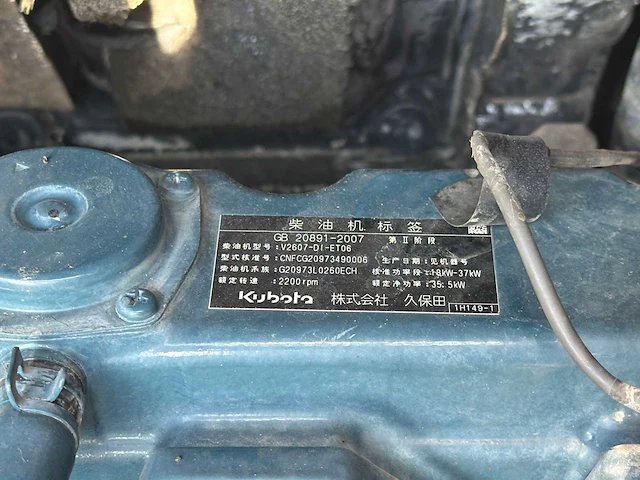 柴油机标签
GB 20891-2007 第Ⅱ阶段
柴油机型号:V2607-DI-ET06
型式核准号:CNFCG20973490006 生产日期:见机器号
柴油机系族:G20973L0260ECH 核准功率段:18kW-37kW
额定转速:2200rpm 额定净功率:35.5kW
Kubota 株式会社 久保田 1H149-1